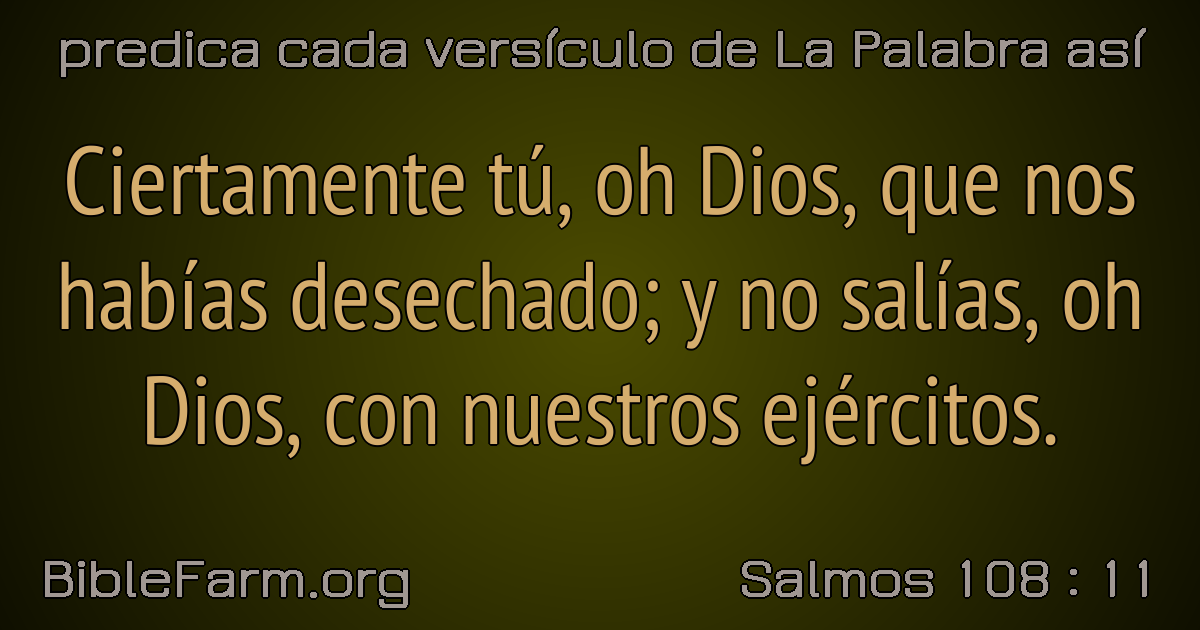 predica cada versículo de La Palabra así
Ciertamente tú, oh Dios, que nos
habías desechado; y no salías, oh
Dios, con nuestros ejércitos.
BibleFarm.org
Salmos 108 : 11